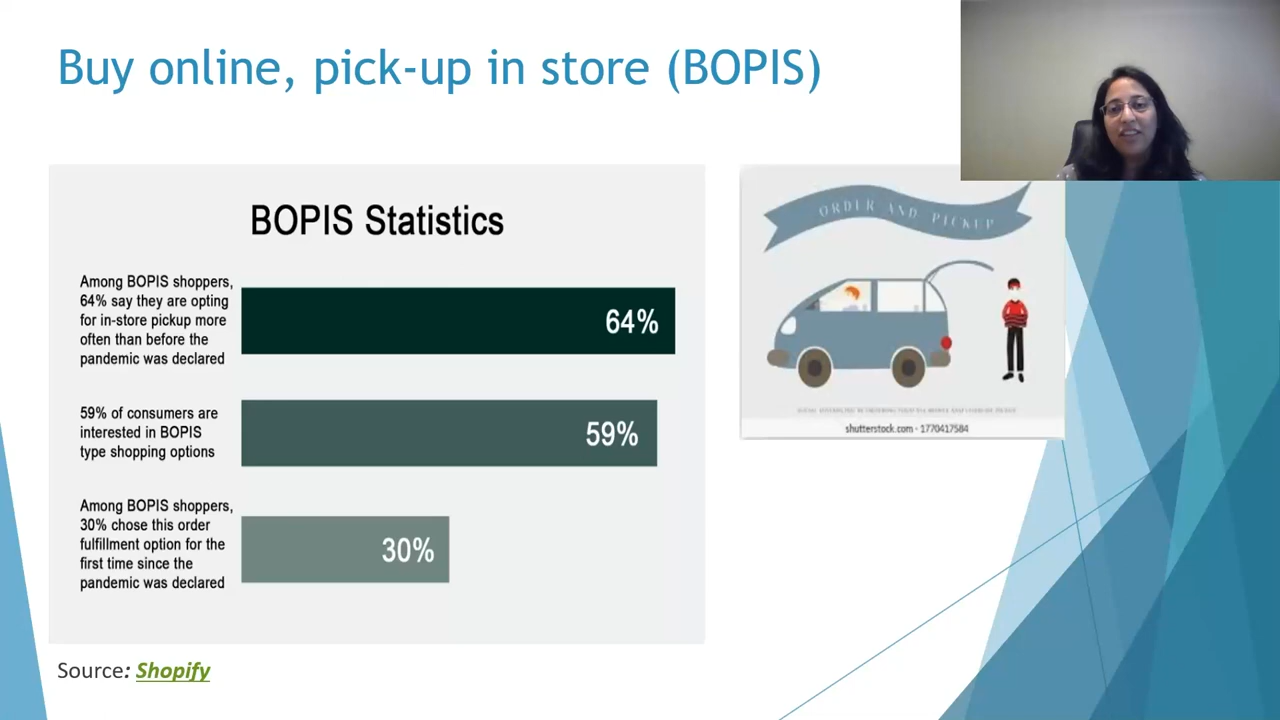 Buy online, pick-up in store (BOPIS)
BOPIS Statistics
Among BOPIS shoppers,
64% say they are opting
for in-store pickup more
often than before the
pandemic was declared
64%
59% of consumers are
interested in BOPIS
type shopping options
59%
Among BOPIS shoppers,
30% chose this order
fulfillment option for the
first time since the
pandemic was declared
30%
Source: Shopify
ORDER AND PICKUP
shutterstock.com · 1770417584